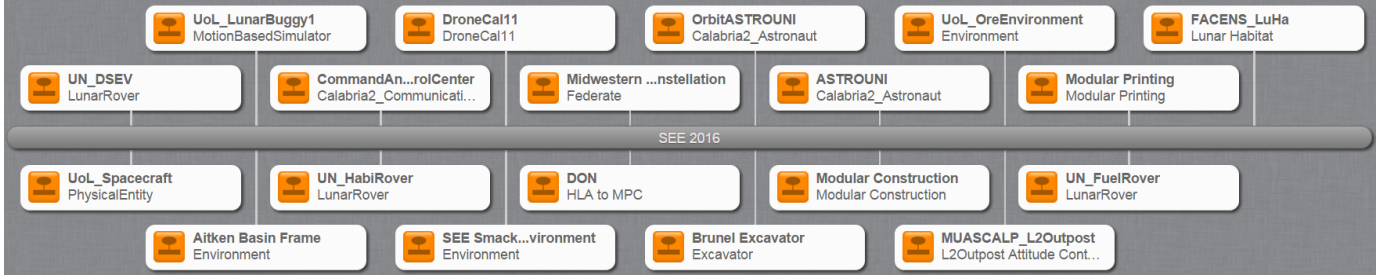 UoL_LunarBuggy1
MotionBasedSimulator
DroneCal11
DroneCal11
OrbitASTROUNI
Calabria2_Astronaut
UoL_OreEnvironment
Environment
FACENS_LuHa
Lunar Habitat
UN_DSEV
LunarRover
CommandAn...rolCenter
Calabria2_Communicati...
Midwestern ...nstellation
Federate
ASTROUNI
Calabria2_Astronaut
Modular Printing
Modular Printing
SEE 2016
UoL_Spacecraft
PhysicalEntity
UN_HabiRover
LunarRover
DON
HLA to MPC
Modular Construction
Modular Construction
UN_FuelRover
LunarRover
Aitken Basin Frame
Environment
SEE Smack...vironment
Environment
Brunel Excavator
Excavator
MUASCALP_L2Outpost
L2Outpost Attitude Cont...